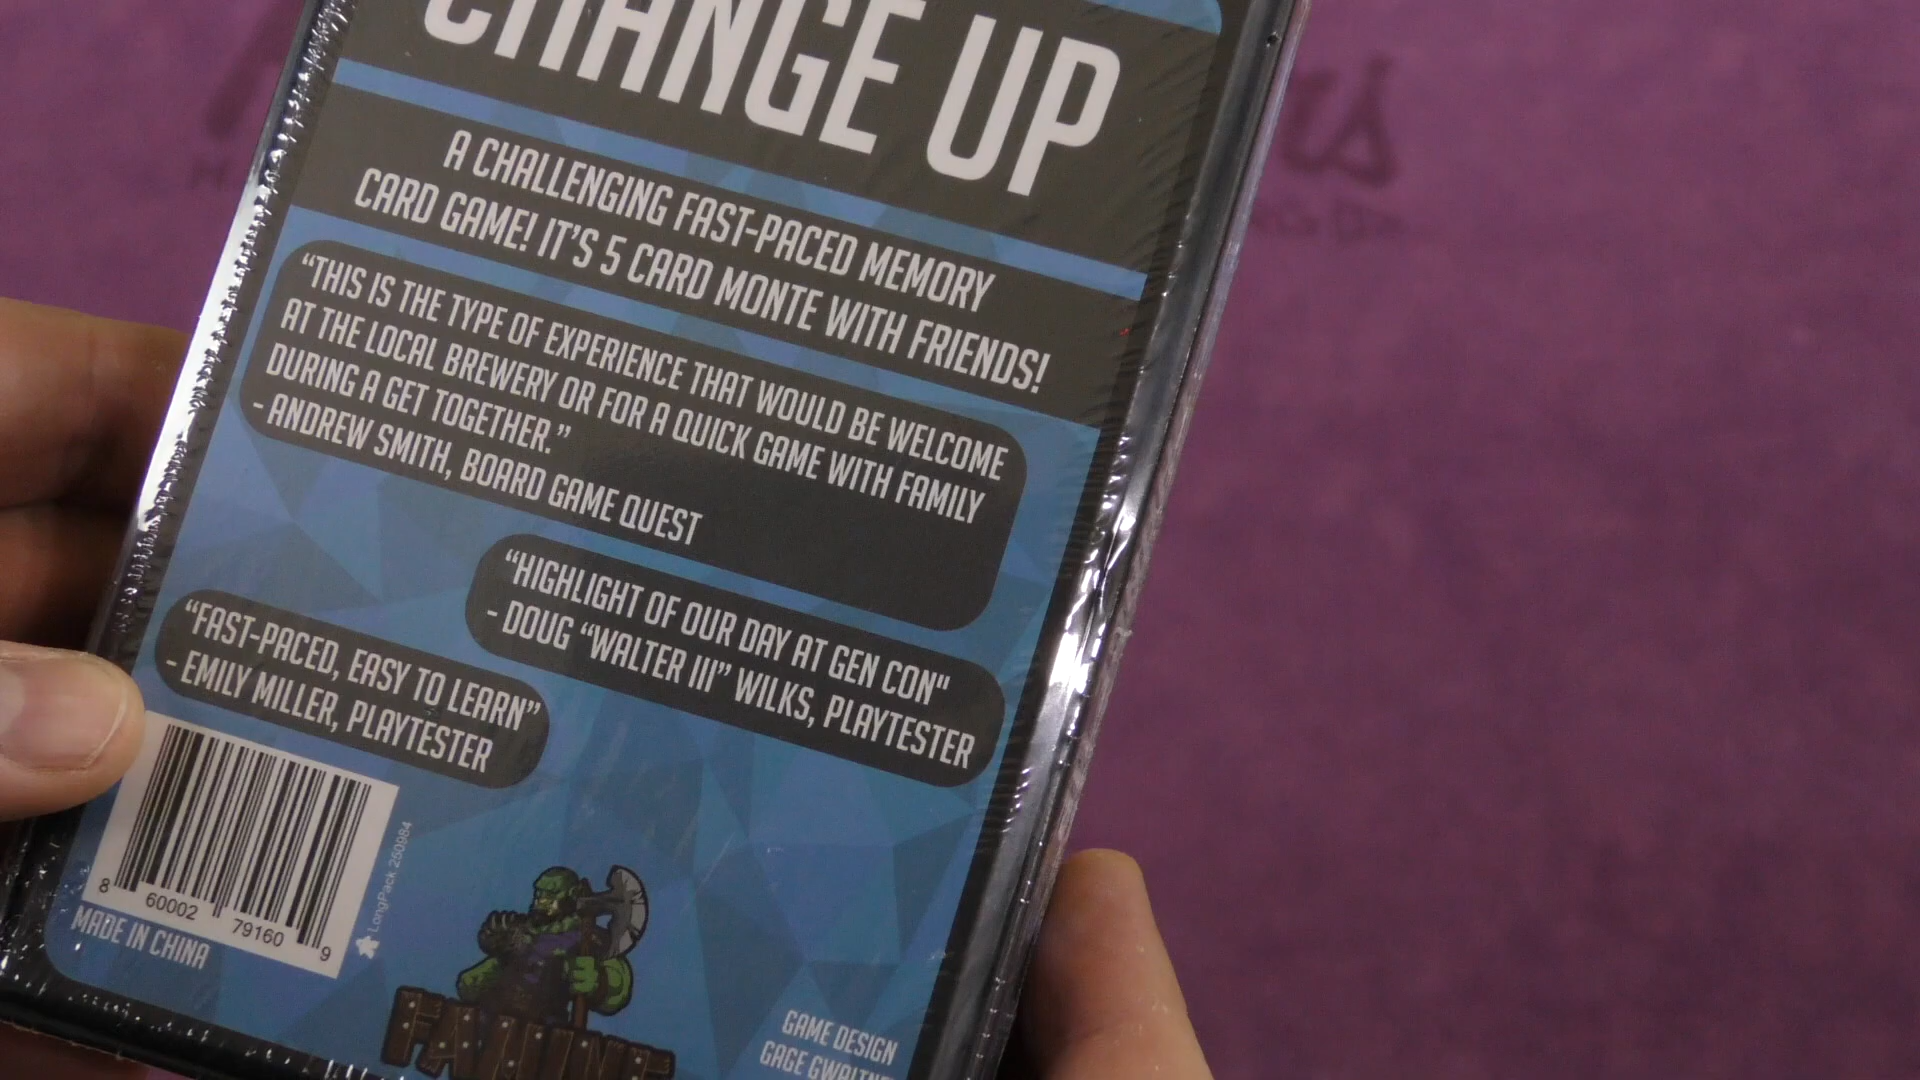 CHANGE UP
A CHALLENGING FAST-PACED MEMORY
CARD GAME! IT'S 5 CARD MONTE WITH FRIENDS!
"THIS IS THE TYPE OF EXPERIENCE THAT WOULD BE WELCOME
AT THE LOCAL BREWERY OR FOR A QUICK GAME WITH FAMILY
DURING A GET TOGETHER."
- ANDREW SMITH, BOARD GAME QUEST
"HIGHLIGHT OF OUR DAY AT GEN CON"
- DOUG "WALTER III" WILKS, PLAYTESTER
"FAST-PACED, EASY TO LEARN"
- EMILY MILLER, PLAYTESTER
8 60002 79160 9
LongPack 250984
MADE IN CHINA
GAME DESIGN
GAGE